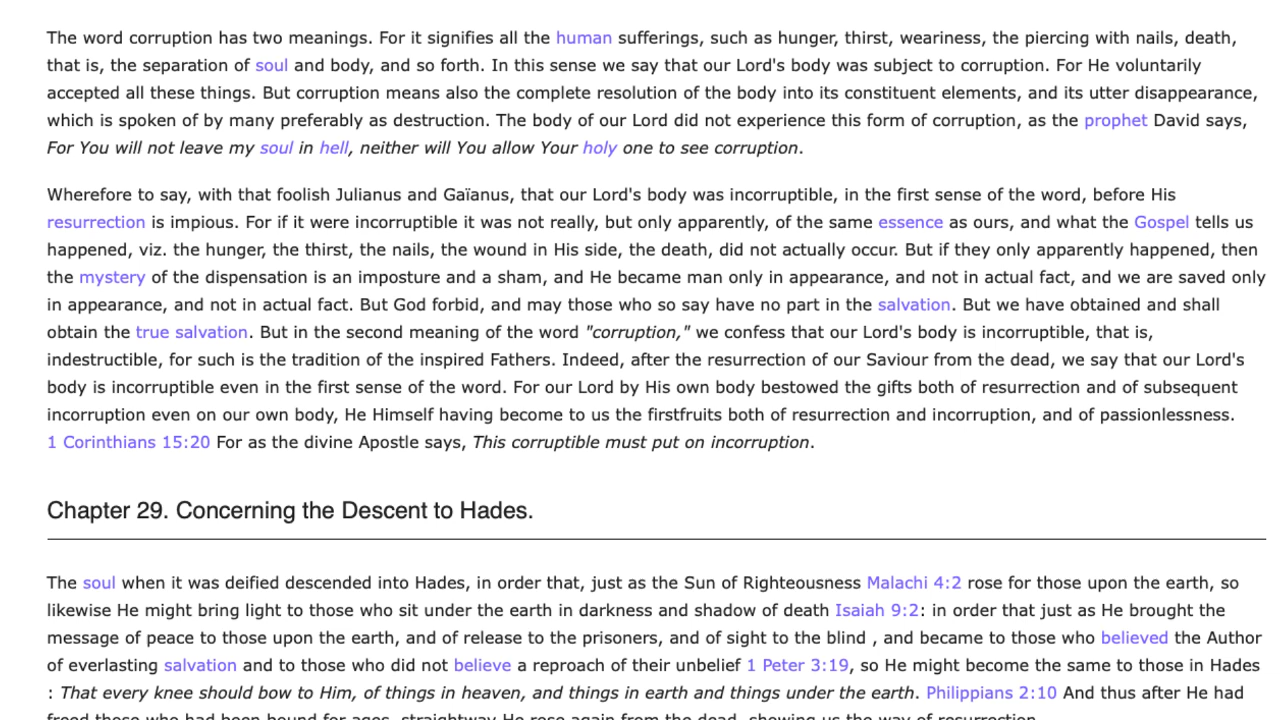 The word corruption has two meanings. For it signifies all the human sufferings, such as hunger, thirst, weariness, the piercing with nails, death,
that is, the separation of soul and body, and so forth. In this sense we say that our Lord's body was subject to corruption. For He voluntarily
accepted all these things. But corruption means also the complete resolution of the body into its constituent elements, and its utter disappearance,
which is spoken of by many preferably as destruction. The body of our Lord did not experience this form of corruption, as the prophet David says,
For You will not leave my soul in hell, neither will You allow Your holy one to see corruption.
Wherefore to say, with that foolish Julianus and Gaïanus, that our Lord's body was incorruptible, in the first sense of the word, before His
resurrection is impious. For if it were incorruptible it was not really, but only apparently, of the same essence as ours, and what the Gospel tells us
happened, viz. the hunger, the thirst, the nails, the wound in His side, the death, did not actually occur. But if they only apparently happened, then
the mystery of the dispensation is an imposture and a sham, and He became man only in appearance, and not in actual fact, and we are saved only
in appearance, and not in actual fact. But God forbid, and may those who so say have no part in the salvation. But we have obtained and shall
obtain the true salvation. But in the second meaning of the word "corruption," we confess that our Lord's body is incorruptible, that is,
indestructible, for such is the tradition of the inspired Fathers. Indeed, after the resurrection of our Saviour from the dead, we say that our Lord's
body is incorruptible even in the first sense of the word. For our Lord by His own body bestowed the gifts both of resurrection and of subsequent
incorruption even on our own body, He Himself having become to us the firstfruits both of resurrection and incorruption, and of passionlessness.
1 Corinthians 15:20 For as the divine Apostle says, This corruptible must put on incorruption.
Chapter 29. Concerning the Descent to Hades.
The soul when it was deified descended into Hades, in order that, just as the Sun of Righteousness Malachi 4:2 rose for those upon the earth, so
likewise He might bring light to those who sit under the earth in darkness and shadow of death Isaiah 9:2: in order that just as He brought the
message of peace to those upon the earth, and of release to the prisoners, and of sight to the blind , and became to those who believed the Author
of everlasting salvation and to those who did not believe a reproach of their unbelief 1 Peter 3:19, so He might become the same to those in Hades
: That every knee should bow to Him, of things in heaven, and things in earth and things under the earth. Philippians 2:10 And thus after He had
freed those who had been bound for ages, straightway He rose again from the dead, showing us the way of resurrection.